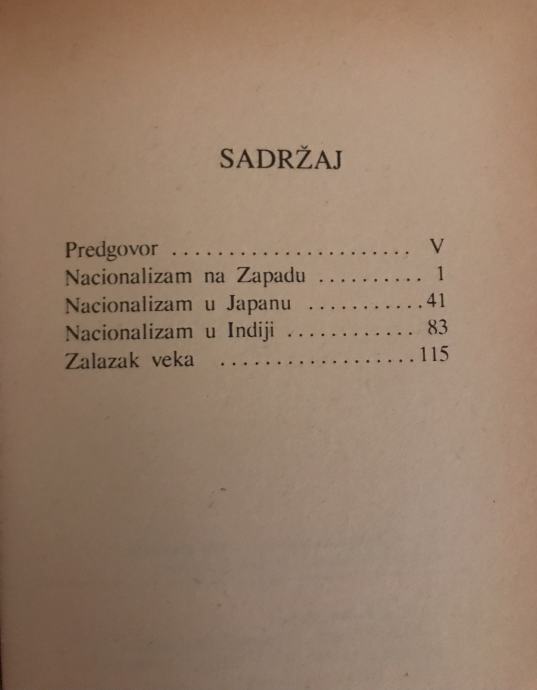 SADRŽAJ
Predgovor ..................... V
Nacionalizam na Zapadu .......... 1
Nacionalizam u Japanu ...........41
Nacionalizam u Indiji ........... 83
Zalazak veka .................115